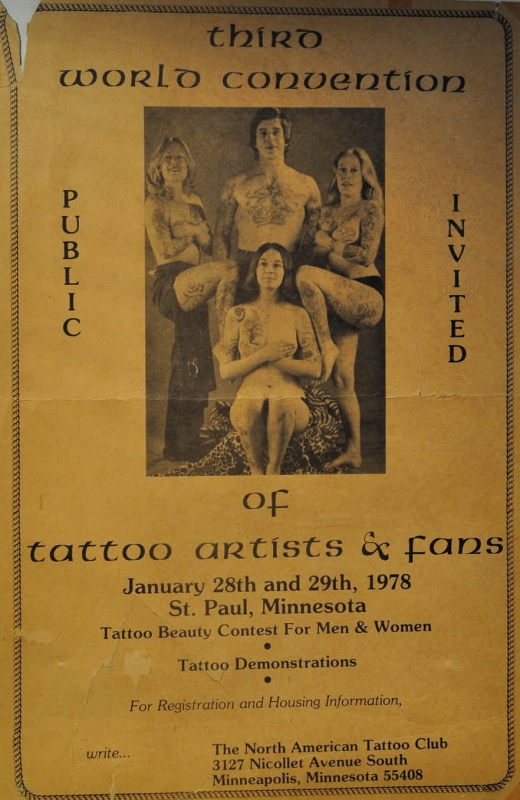 third
world convention
PUBLIC
INVITED
of
tattoo artists & fans
January 28th and 29th, 1978
St. Paul, Minnesota
Tattoo Beauty Contest For Men & Women
•
Tattoo Demonstrations
•
For Registration and Housing Information,
write...
The North American Tattoo Club
3127 Nicollet Avenue South
Minneapolis, Minnesota 55408